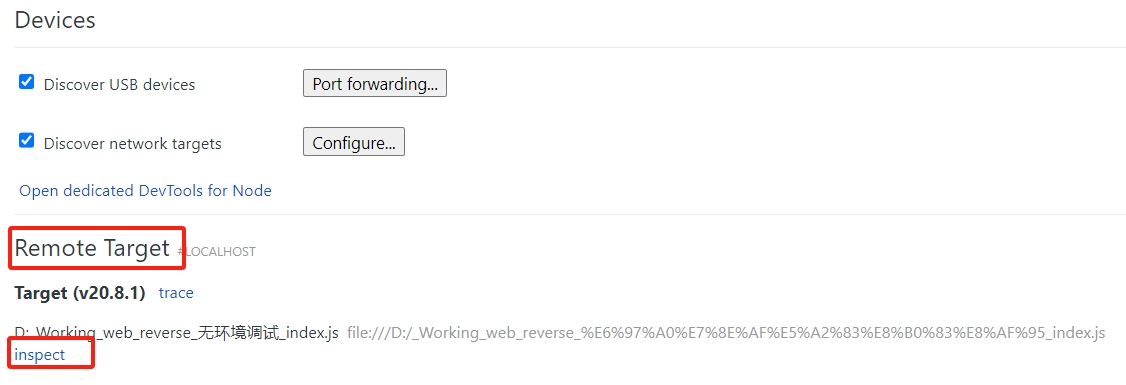 Devices
Discover USB devices Port forwarding...
Discover network targets Configure...
Open dedicated DevTools for Node
Remote Target #LOCALHOST
Target (v20.8.1) trace
D:_Working_web_reverse_无环境调试_index.js file:///D:/_Working_web_reverse_%E6%97%A0%E7%8E%AF%E5%A2%83%E8%B0%83%E8%AF%95_index.js
inspect